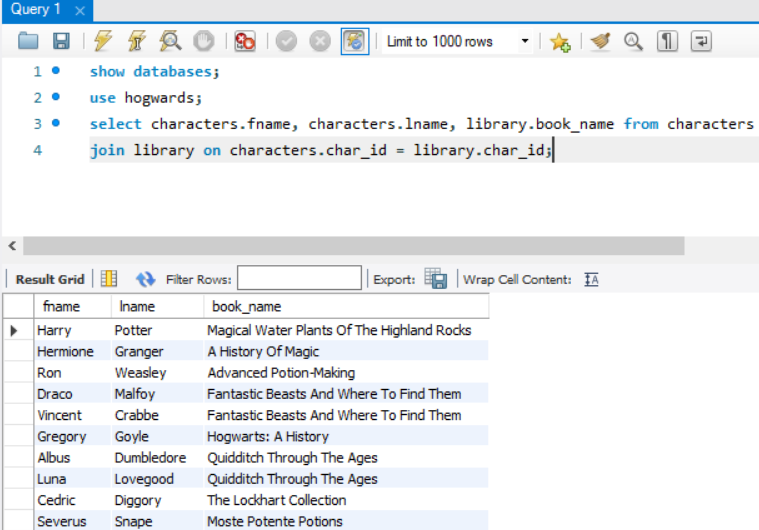 Query 1 ×
Limit to 1000 rows
1 show databases;
2 use hogwards;
3 select characters.fname, characters.lname, library.book_name from characters
4 join library on characters.char_id = library.char_id;
Result Grid Filter Rows: Export: Wrap Cell Content:
fname lname book_name
Harry Potter Magical Water Plants Of The Highland Rocks
Hermione Granger A History Of Magic
Ron Weasley Advanced Potion-Making
Draco Malfoy Fantastic Beasts And Where To Find Them
Vincent Crabbe Fantastic Beasts And Where To Find Them
Gregory Goyle Hogwarts: A History
Albus Dumbledore Quidditch Through The Ages
Luna Lovegood Quidditch Through The Ages
Cedric Diggory The Lockhart Collection
Severus Snape Moste Potente Potions